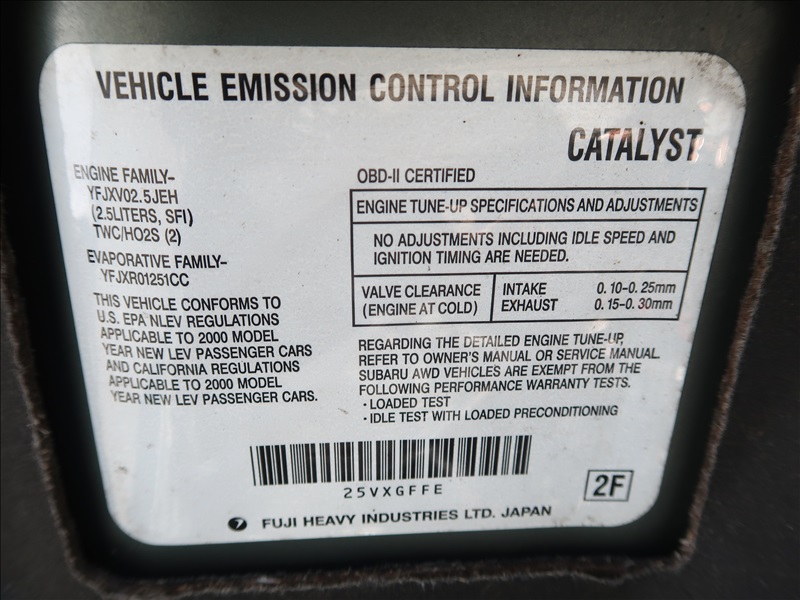 VEHICLE EMISSION CONTROL INFORMATION
CATALYST
ENGINE FAMILY-
YFJXV02.5JEH
(2.5LITERS, SFI)
TWC/HO2S (2)
EVAPORATIVE FAMILY-
YFJXR01251CC
THIS VEHICLE CONFORMS TO
U.S. EPA NLEV REGULATIONS
APPLICABLE TO 2000 MODEL
YEAR NEW LEV PASSENGER CARS
AND CALIFORNIA REGULATIONS
APPLICABLE TO 2000 MODEL
YEAR NEW LEV PASSENGER CARS.
OBD-II CERTIFIED
ENGINE TUNE-UP SPECIFICATIONS AND ADJUSTMENTS
NO ADJUSTMENTS INCLUDING IDLE SPEED AND
IGNITION TIMING ARE NEEDED.
VALVE CLEARANCE
(ENGINE AT COLD)
INTAKE 0.10-0.25mm
EXHAUST 0.15-0.30mm
REGARDING THE DETAILED ENGINE TUNE-UP,
REFER TO OWNER'S MANUAL OR SERVICE MANUAL.
SUBARU AWD VEHICLES ARE EXEMPT FROM THE
FOLLOWING PERFORMANCE WARRANTY TESTS.
· LOADED TEST
· IDLE TEST WITH LOADED PRECONDITIONING
25VXGFFE
2F
7 FUJI HEAVY INDUSTRIES LTD. JAPAN